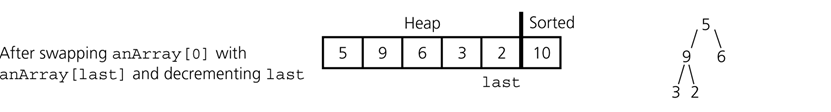 Heap Sorted
After swapping anArray[0] with
anArray[last] and decrementing last
5 9 6 3 2 10
last
5
9 6
3 2